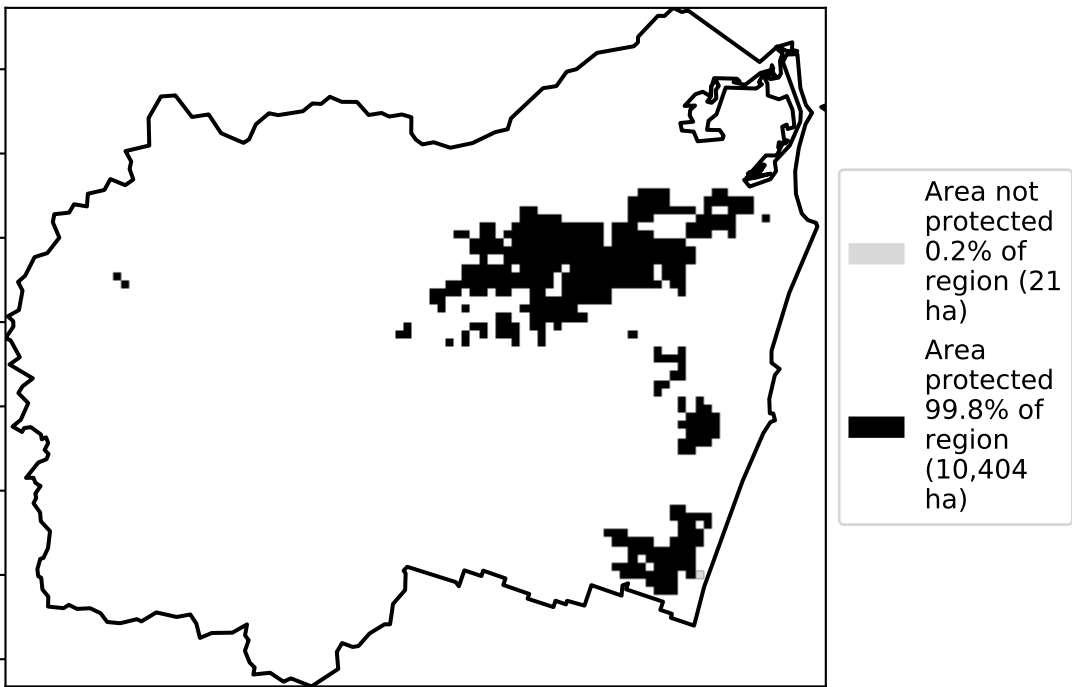 Area not
protected
0.2% of
region (21
ha)
Area
protected
99.8% of
region
(10,404
ha)